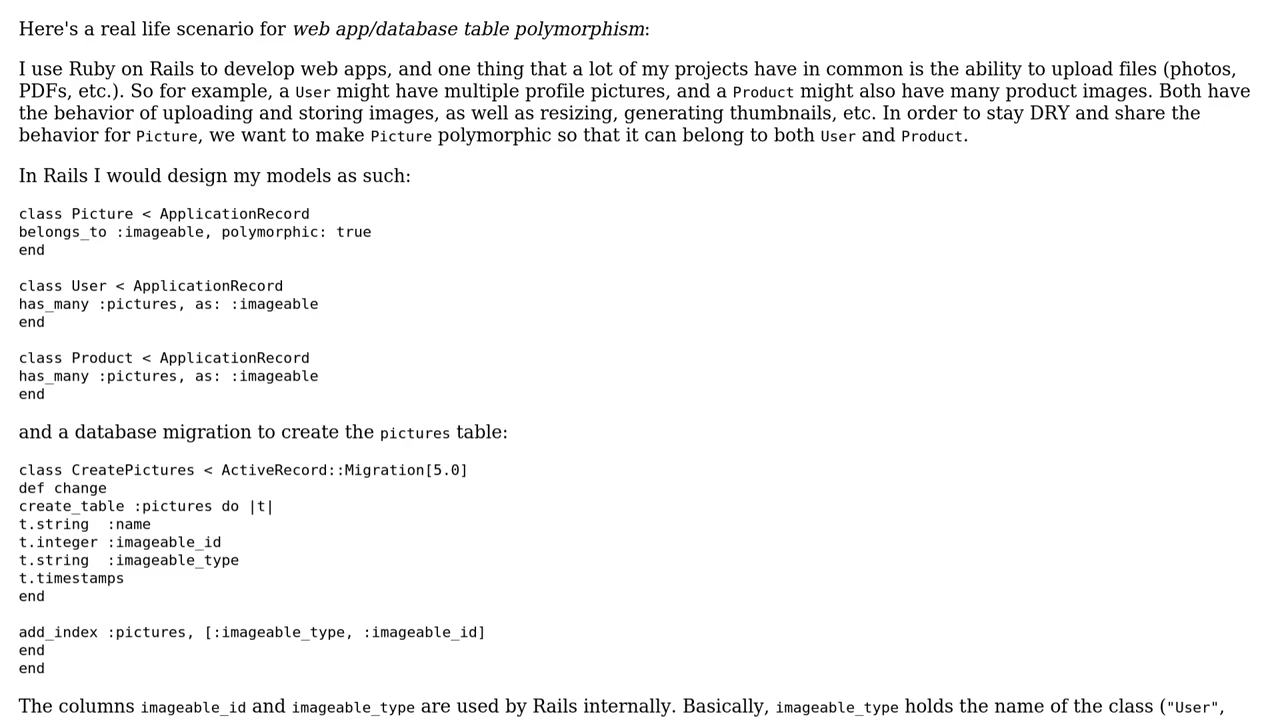 Here's a real life scenario for web app/database table polymorphism:
I use Ruby on Rails to develop web apps, and one thing that a lot of my projects have in common is the ability to upload files (photos,
PDFs, etc.). So for example, a User might have multiple profile pictures, and a Product might also have many product images. Both have
the behavior of uploading and storing images, as well as resizing, generating thumbnails, etc. In order to stay DRY and share the
behavior for Picture, we want to make Picture polymorphic so that it can belong to both User and Product.
In Rails I would design my models as such:
class Picture < ApplicationRecord
belongs_to :imageable, polymorphic: true
end
class User < ApplicationRecord
has_many :pictures, as: :imageable
end
class Product < ApplicationRecord
has_many :pictures, as: :imageable
end
and a database migration to create the pictures table:
class CreatePictures < ActiveRecord::Migration[5.0]
def change
create_table :pictures do |t|
t.string  :name
t.integer :imageable_id
t.string  :imageable_type
t.timestamps
end
add_index :pictures, [:imageable_type, :imageable_id]
end
end
The columns imageable_id and imageable_type are used by Rails internally. Basically, imageable_type holds the name of the class ("User",